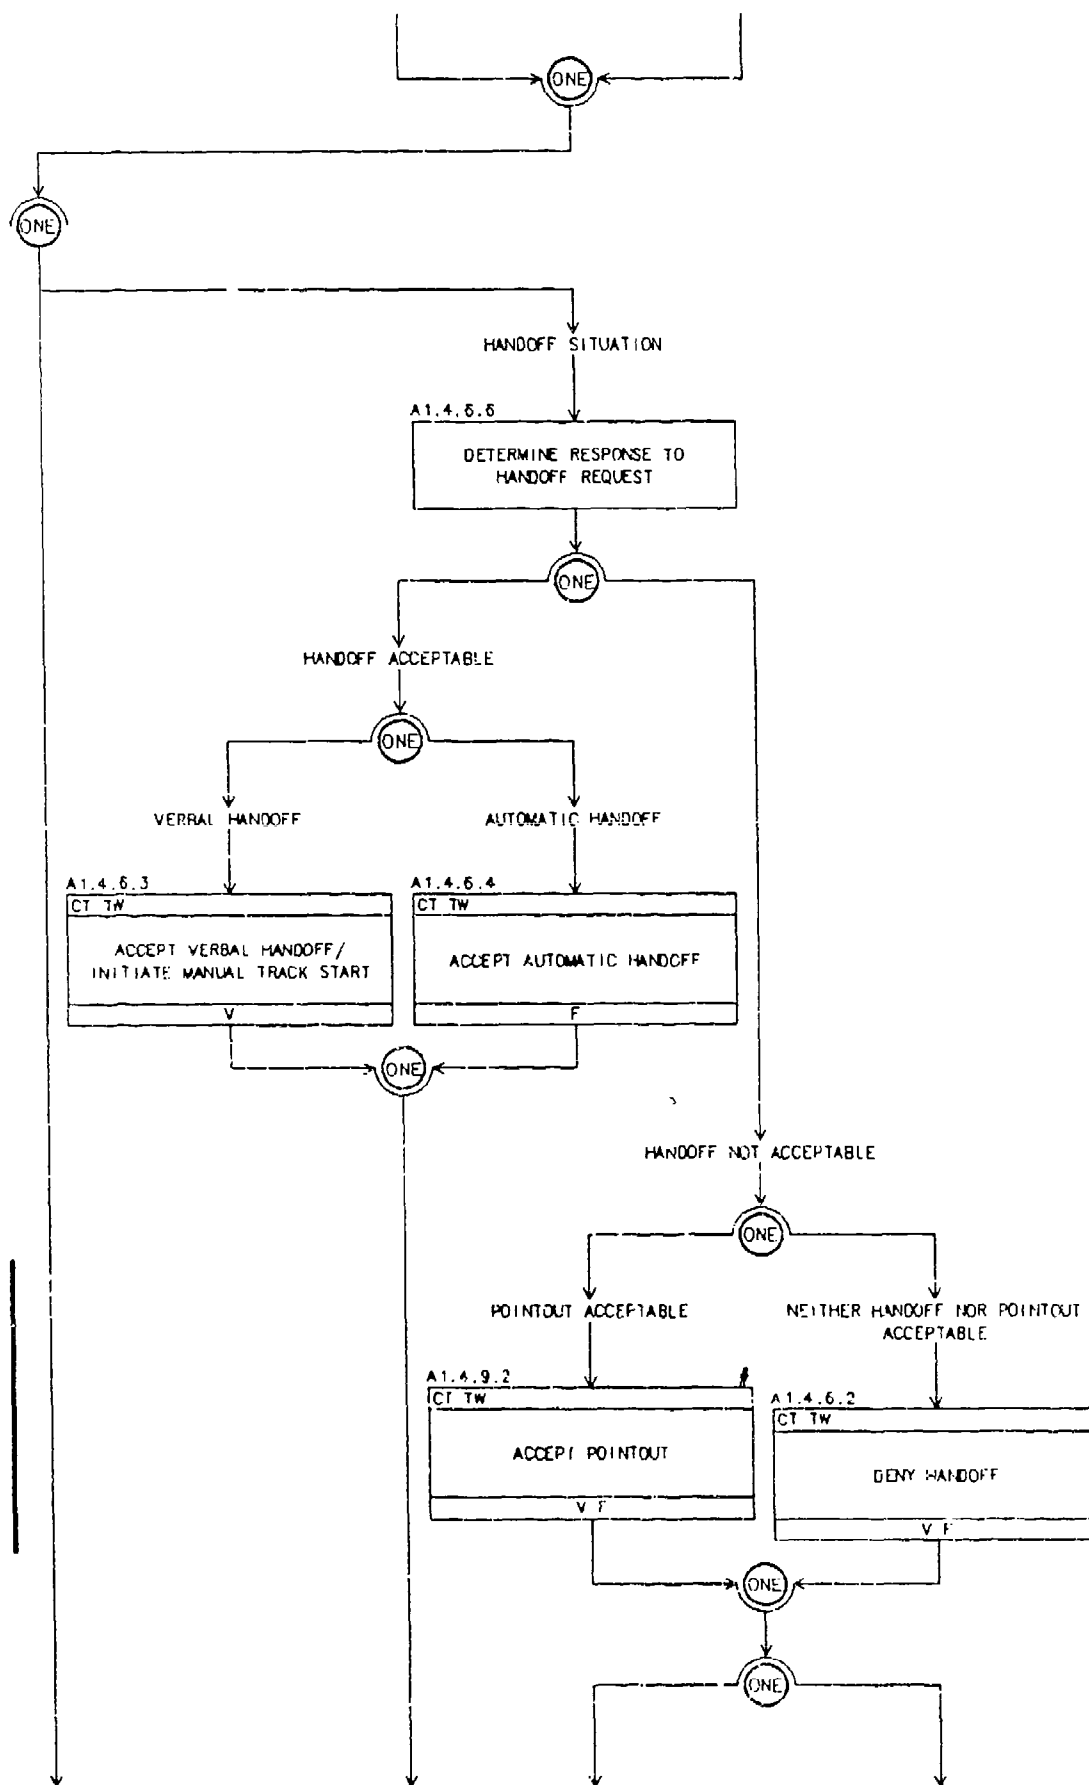 ONE
ONE
HANDOFF SITUATION
A1.4.6.6
DETERMINE RESPONSE TO
HANDOFF REQUEST
ONE
HANDOFF ACCEPTABLE
ONE
VERBAL HANDOFF
AUTOMATIC HANDOFF
A1.4.6.3
CT TW
ACCEPT VERBAL HANDOFF/
INITIATE MANUAL TRACK START
V
A1.4.6.4
CT TW
ACCEPT AUTOMATIC HANDOFF
F
ONE
HANDOFF NOT ACCEPTABLE
ONE
POINTOUT ACCEPTABLE
NEITHER HANDOFF NOR POINTOUT
ACCEPTABLE
A1.4.9.2
CT TW
ACCEPT POINTOUT
V F
A1.4.6.2
CT TW
DENY HANDOFF
V F
ONE
ONE